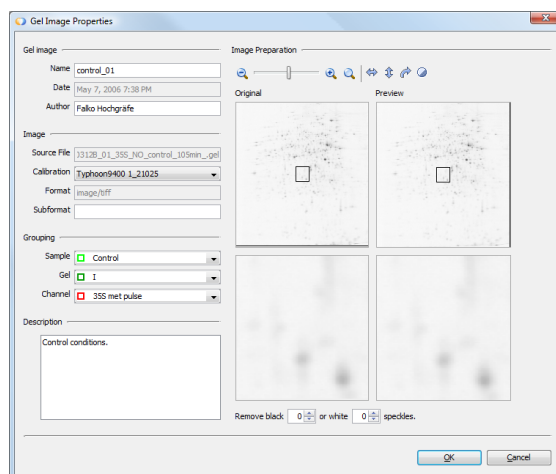 Gel Image Properties
Gel image
Name control_01
Date May 7, 2006 7:38 PM
Author Falko Hochgräfe
Image
Source File 3312B_01_35S_NO_control_105min_.gel
Calibration Typhoon9400 1_21025
Format image/tiff
Subformat
Grouping
Sample Control
Gel I
Channel 35S met pulse
Description
Control conditions.
Image Preparation
Original Preview
Remove black 0 or white 0 speckles.
OK Cancel